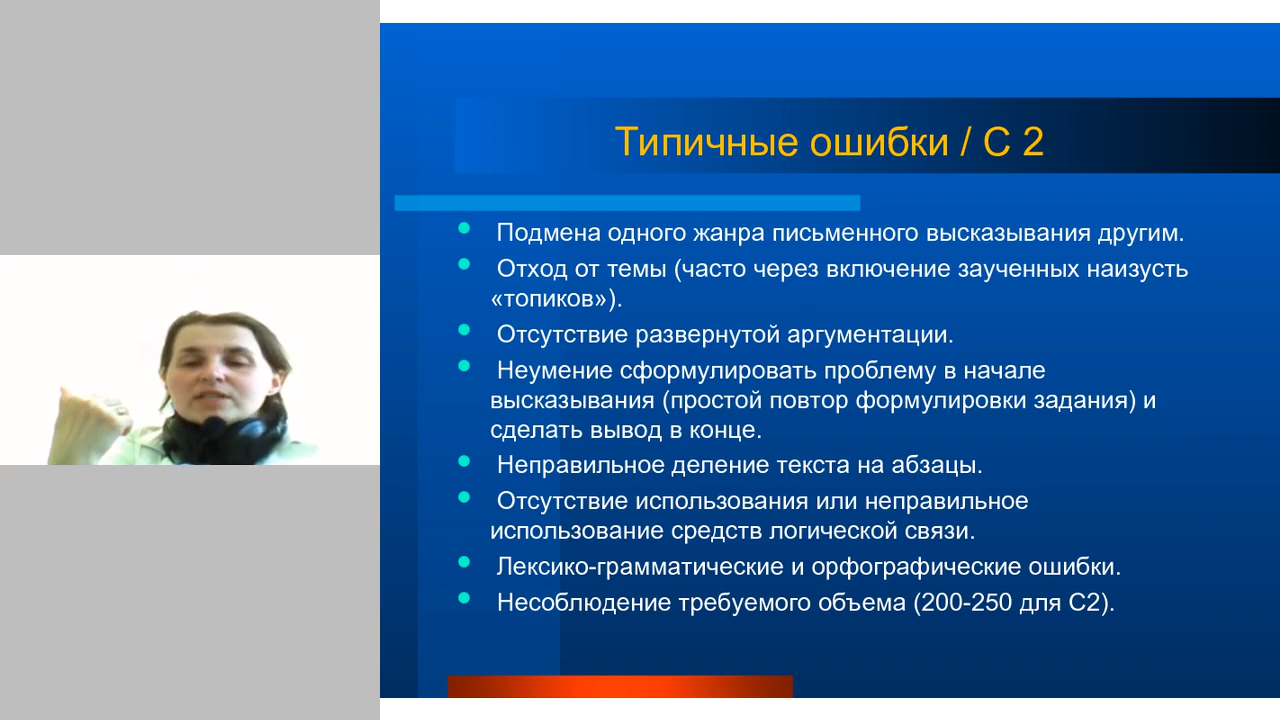 Типичные ошибки / С 2
Подмена одного жанра письменного высказывания другим.
Отход от темы (часто через включение заученных наизусть
«топиков»).
Отсутствие развернутой аргументации.
Неумение сформулировать проблему в начале
высказывания (простой повтор формулировки задания) и
сделать вывод в конце.
Неправильное деление текста на абзацы.
Отсутствие использования или неправильное
использование средств логической связи.
Лексико-грамматические и орфографические ошибки.
Несоблюдение требуемого объема (200-250 для С2).